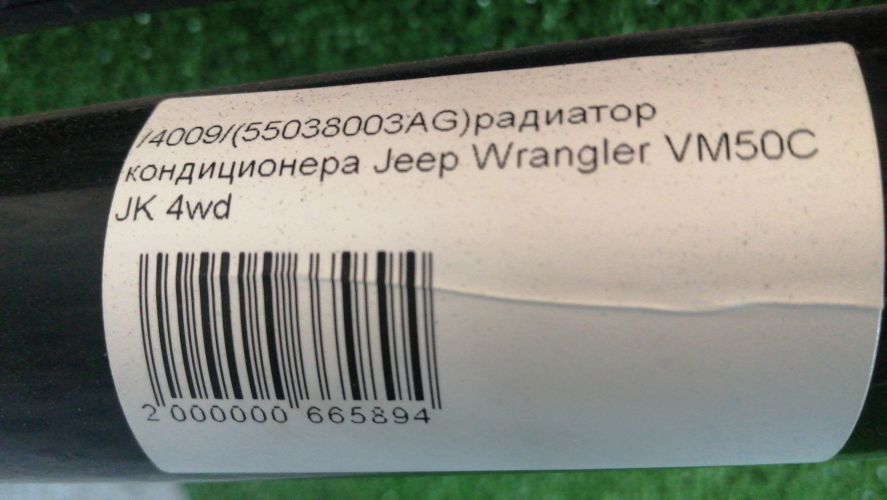 /4009/(55038003AG)радиатор
кондиционера Jeep Wrangler VM50C
JK 4wd
2 000000 665894